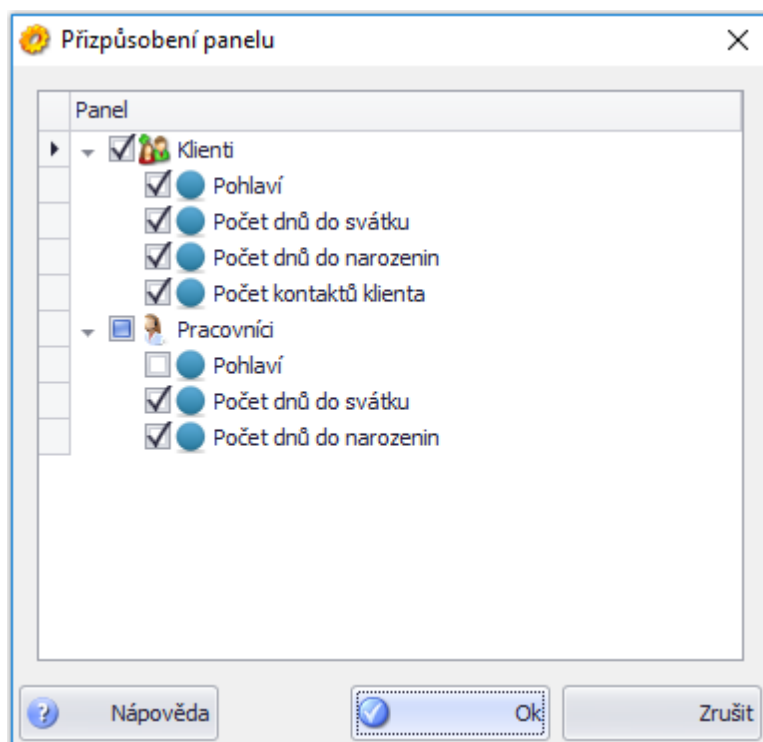 Přizpůsobení panelu
Panel
Klienti
Pohlaví
Počet dnů do svátku
Počet dnů do narozenin
Počet kontaktů klienta
Pracovníci
Pohlaví
Počet dnů do svátku
Počet dnů do narozenin
Nápověda Ok Zrušit